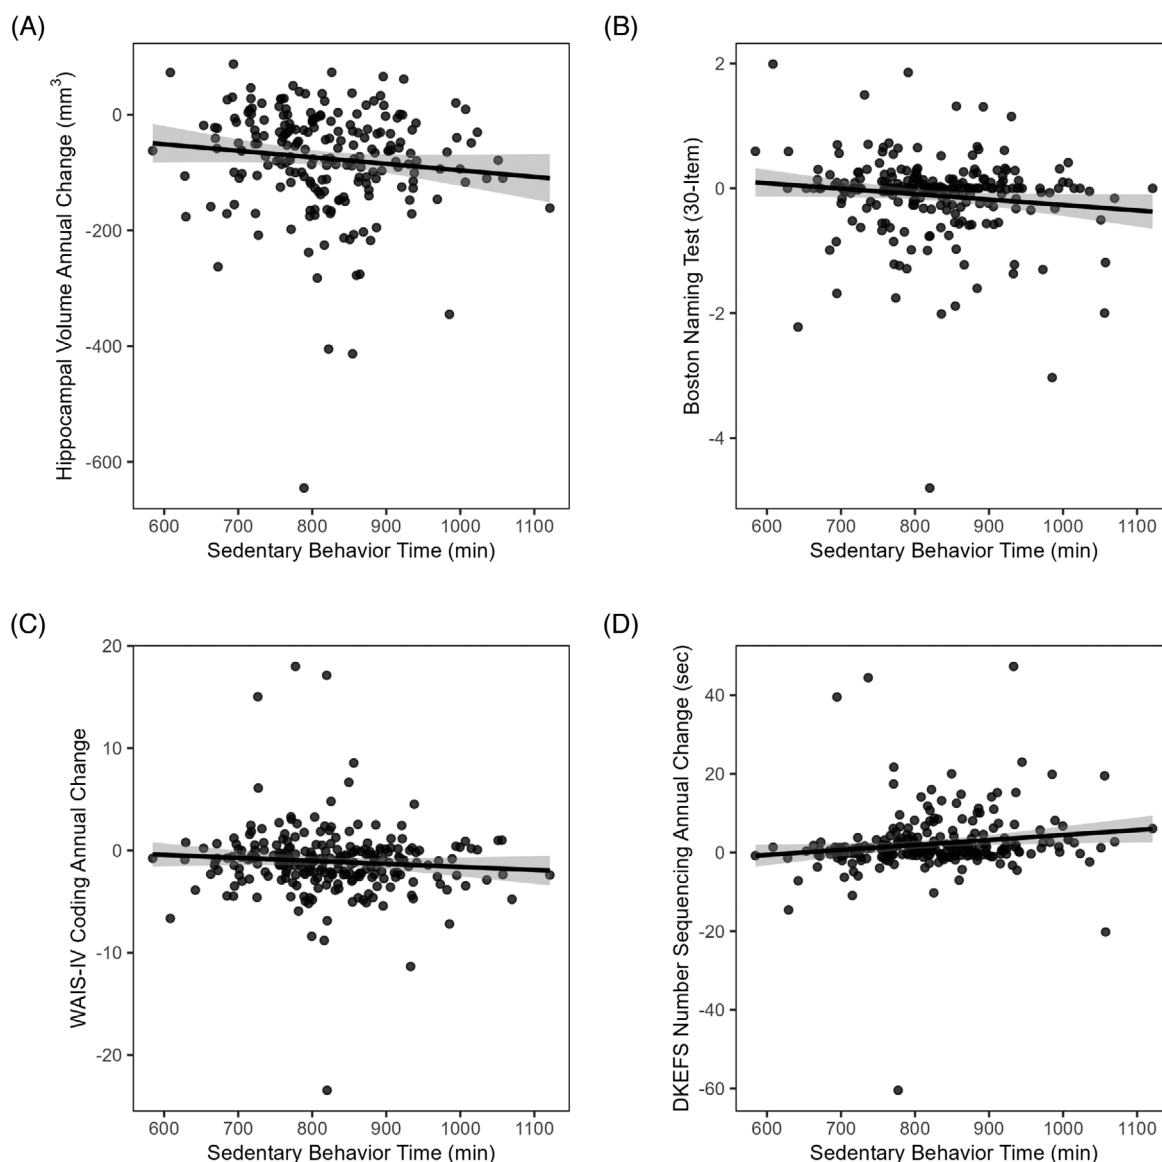 (A)
Hippocampal Volume Annual Change (mm³)
0
-200
-400
-600
600 700 800 900 1000 1100
Sedentary Behavior Time (min)
(B)
Boston Naming Test (30-Item)
2
0
-2
-4
600 700 800 900 1000 1100
Sedentary Behavior Time (min)
(C)
WAIS-IV Coding Annual Change
20
10
0
-10
-20
600 700 800 900 1000 1100
Sedentary Behavior Time (min)
(D)
DKEFS Number Sequencing Annual Change (sec)
40
20
0
-20
-40
-60
600 700 800 900 1000 1100
Sedentary Behavior Time (min)